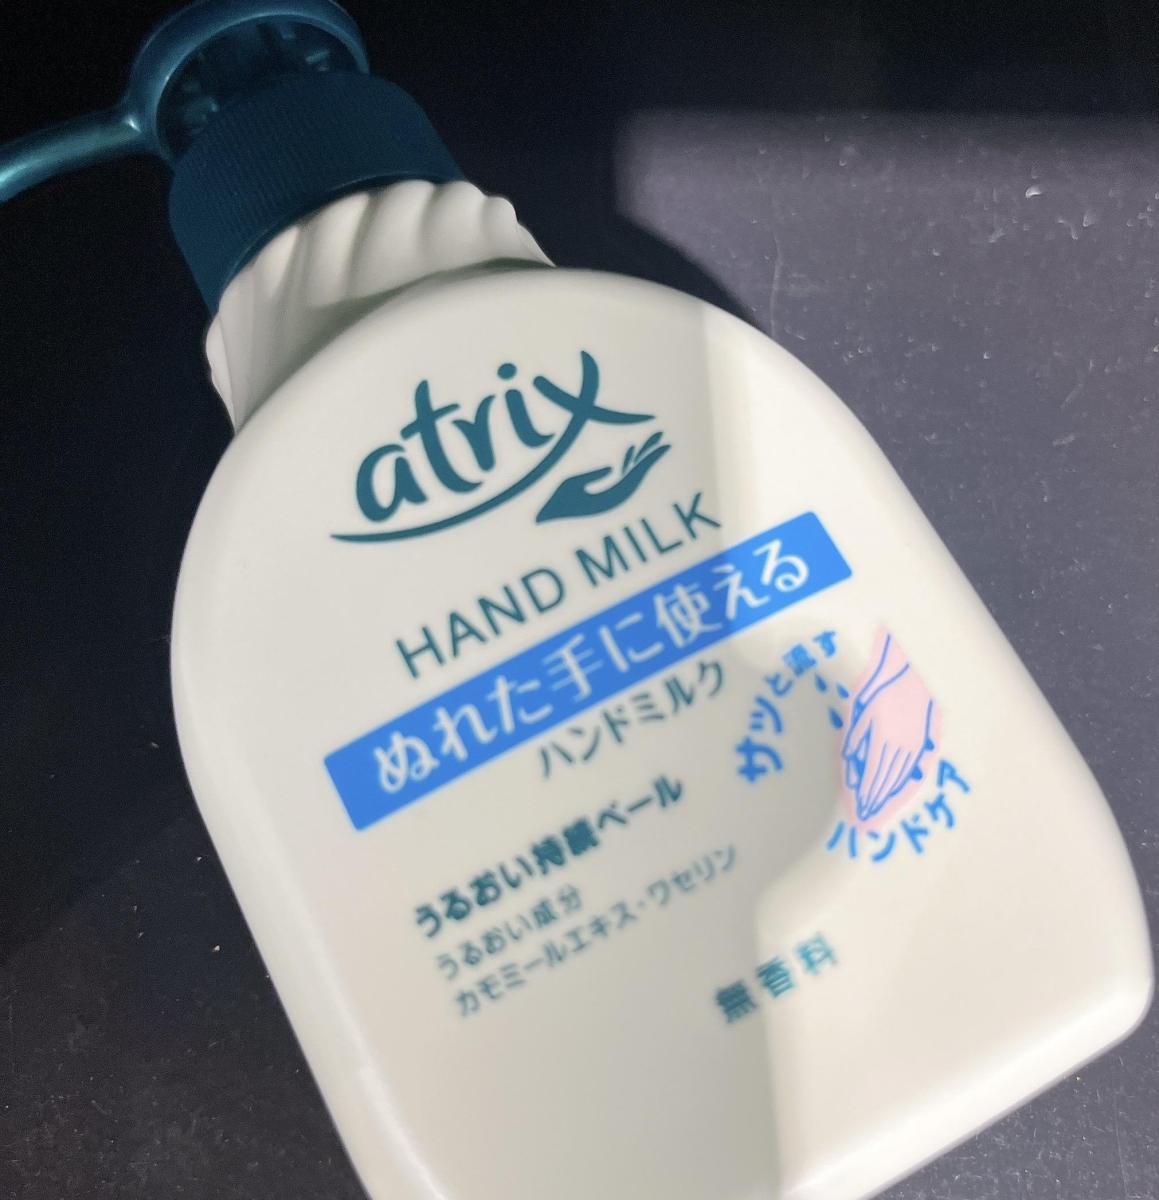 atrix
HAND MILK
ぬれた手に使える
ハンドミルク
サッと流す
ハンドケア
うるおい持続ベール
うるおい成分
カモミールエキス・ワセリン
無香料